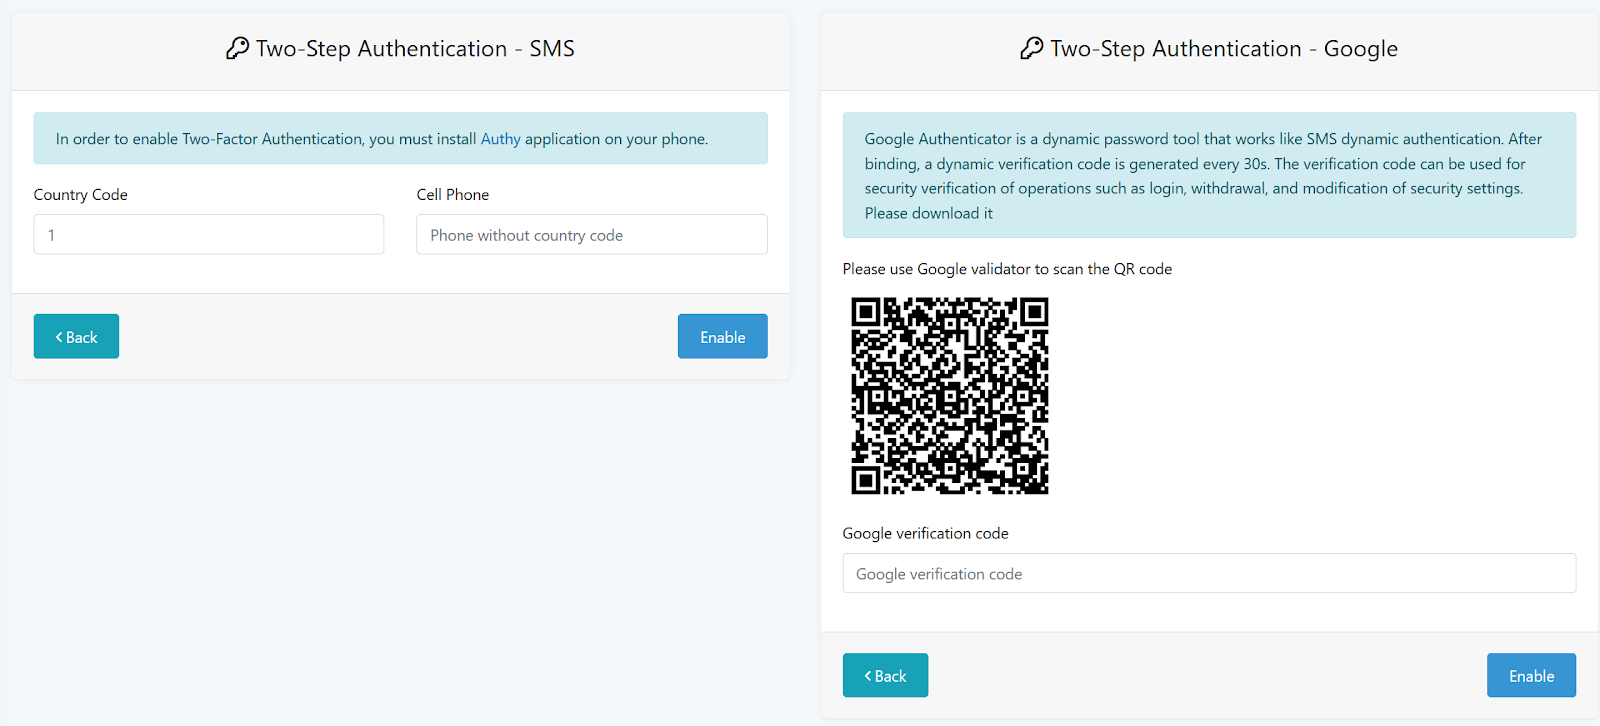 Two-Step Authentication - SMS
In order to enable Two-Factor Authentication, you must install Authy application on your phone.
Country Code
Cell Phone
1
Phone without country code
Back
Enable
Two-Step Authentication - Google
Google Authenticator is a dynamic password tool that works like SMS dynamic authentication. After
binding, a dynamic verification code is generated every 30s. The verification code can be used for
security verification of operations such as login, withdrawal, and modification of security settings.
Please download it
Please use Google validator to scan the QR code
Google verification code
Google verification code
Back
Enable